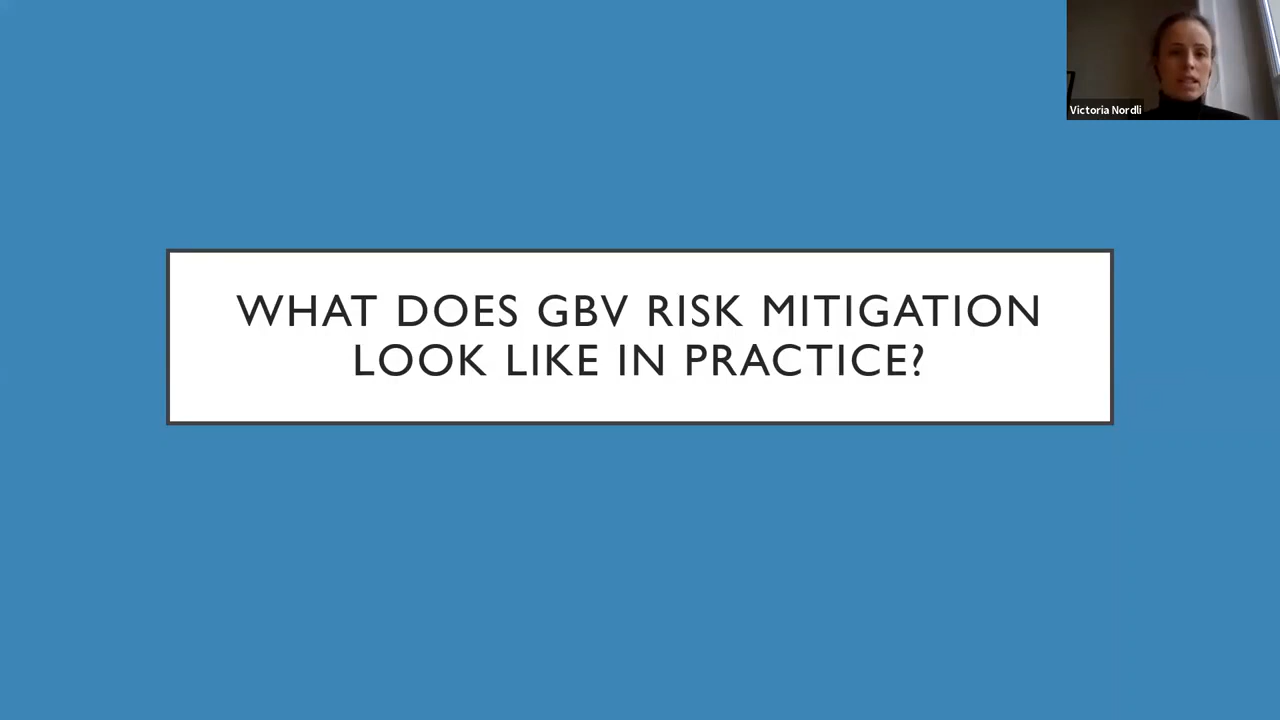 Victoria Nordli
WHAT DOES GBV RISK MITIGATION
LOOK LIKE IN PRACTICE?